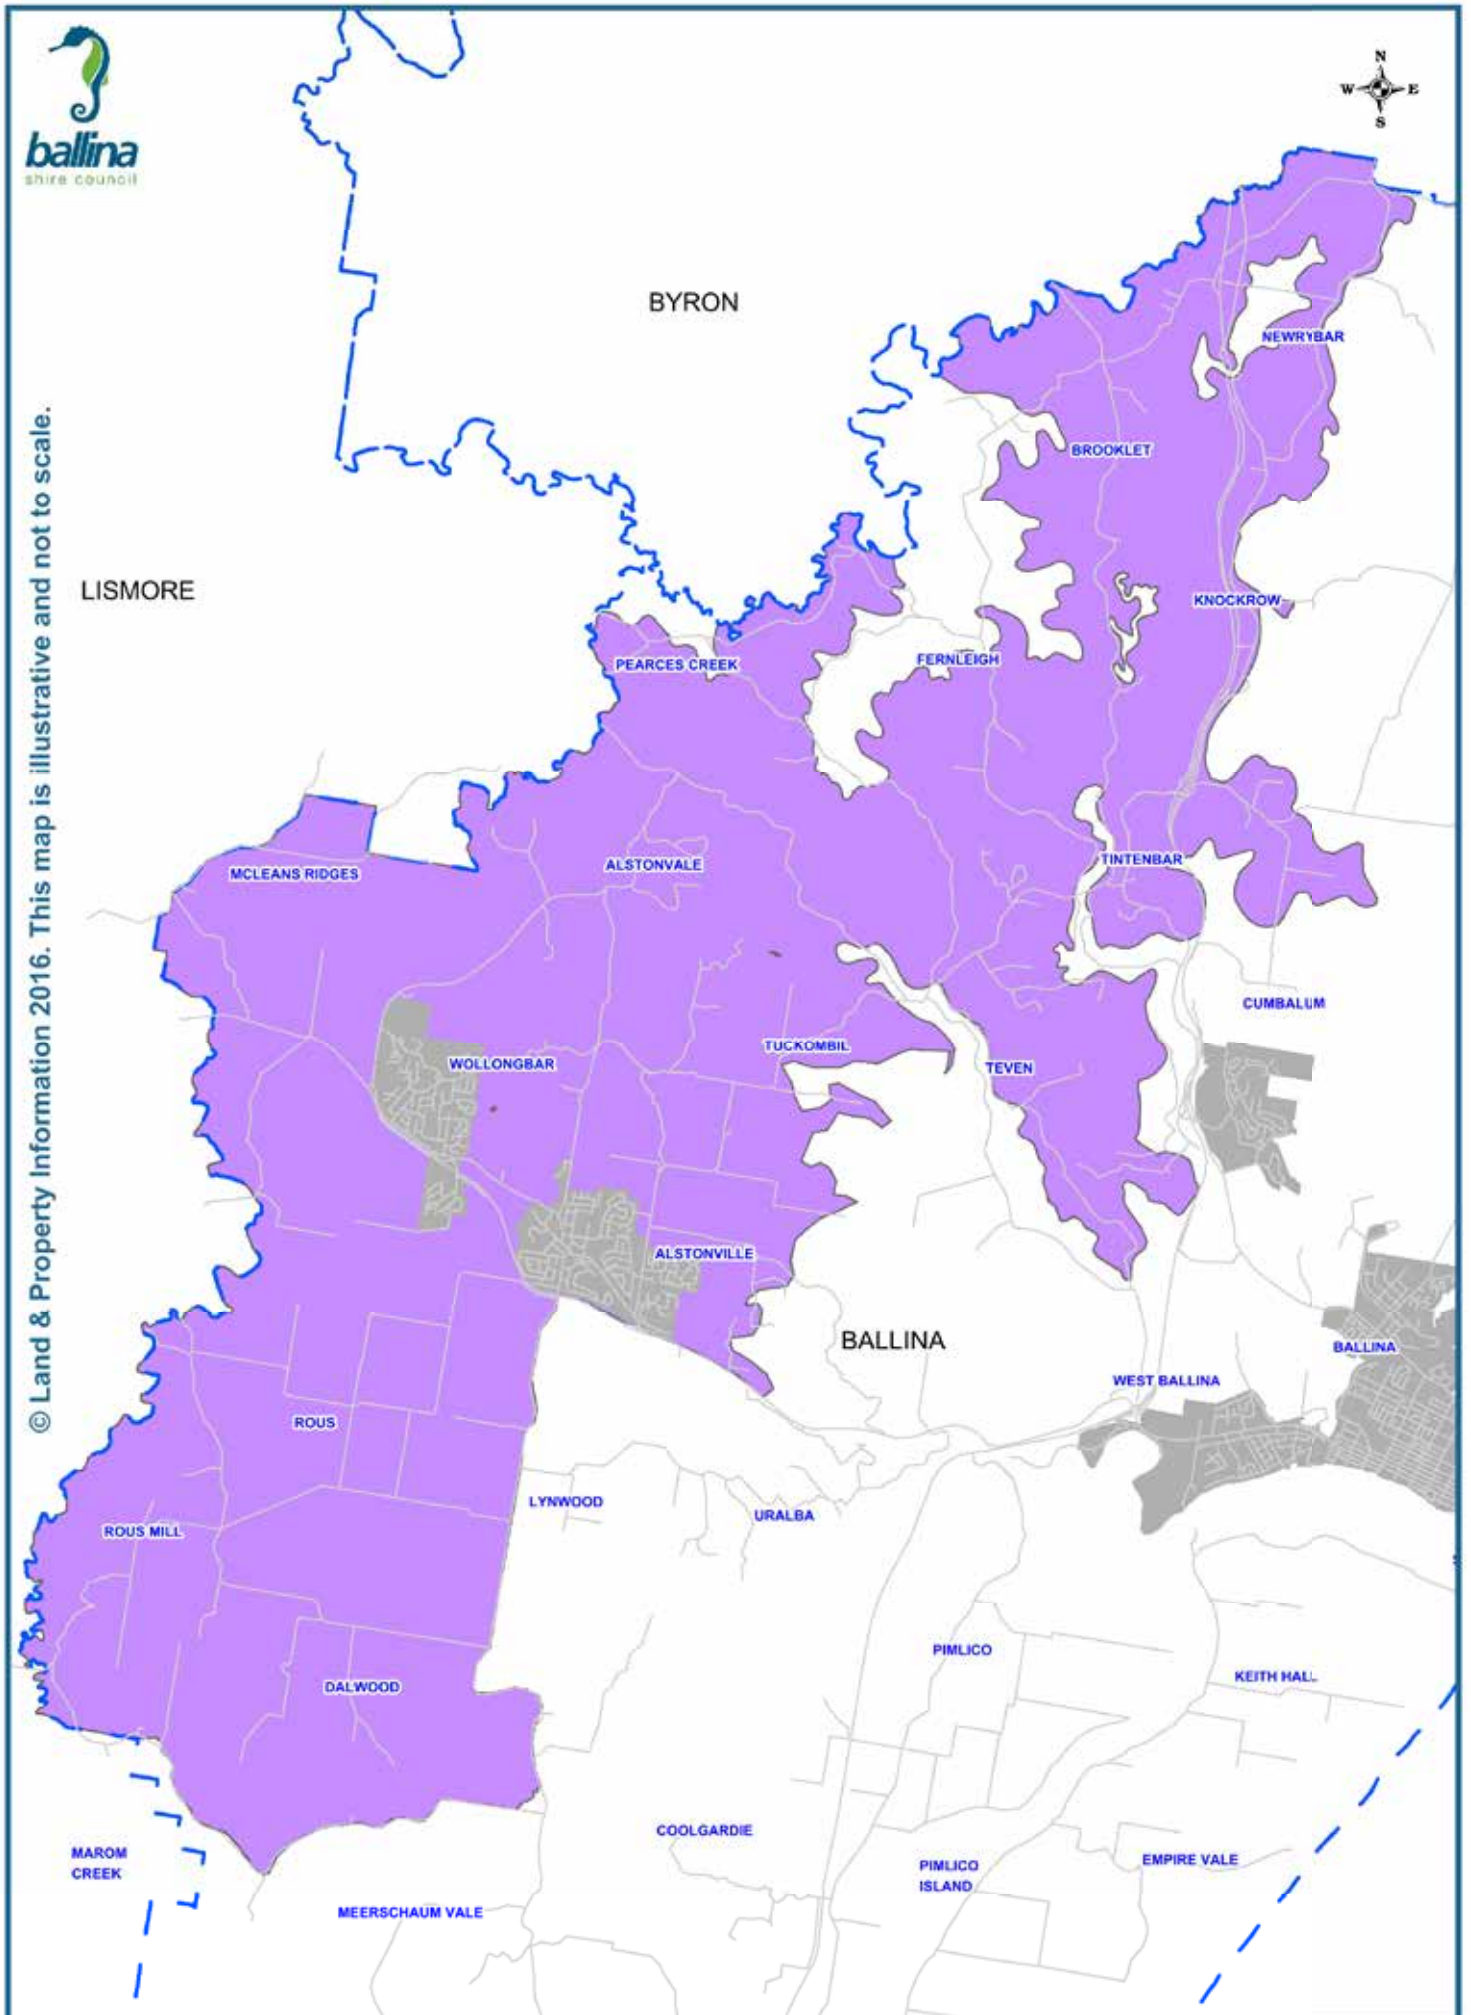 ballina
shire council
N
W E
S
BYRON
NEWRYBAR
BROOKLET
© Land & Property Information 2016. This map is illustrative and not to scale.
LISMORE
KNOCKROW
PEARCES CREEK
FERNLEIGH
MCLEANS RIDGES
ALSTONVALE
TINTENBAR
CUMBALUM
WOLLONGBAR
TUCKOMBIL
TEVEN
ALSTONVILLE
BALLINA
BALLINA
WEST BALLINA
ROUS
LYNWOOD
URALBA
ROUS MILL
PIMLICO
KEITH HALL
DALWOOD
COOLGARDIE
MAROM
CREEK
PIMLICO
ISLAND
EMPIRE VALE
MEERSCHAUM VALE